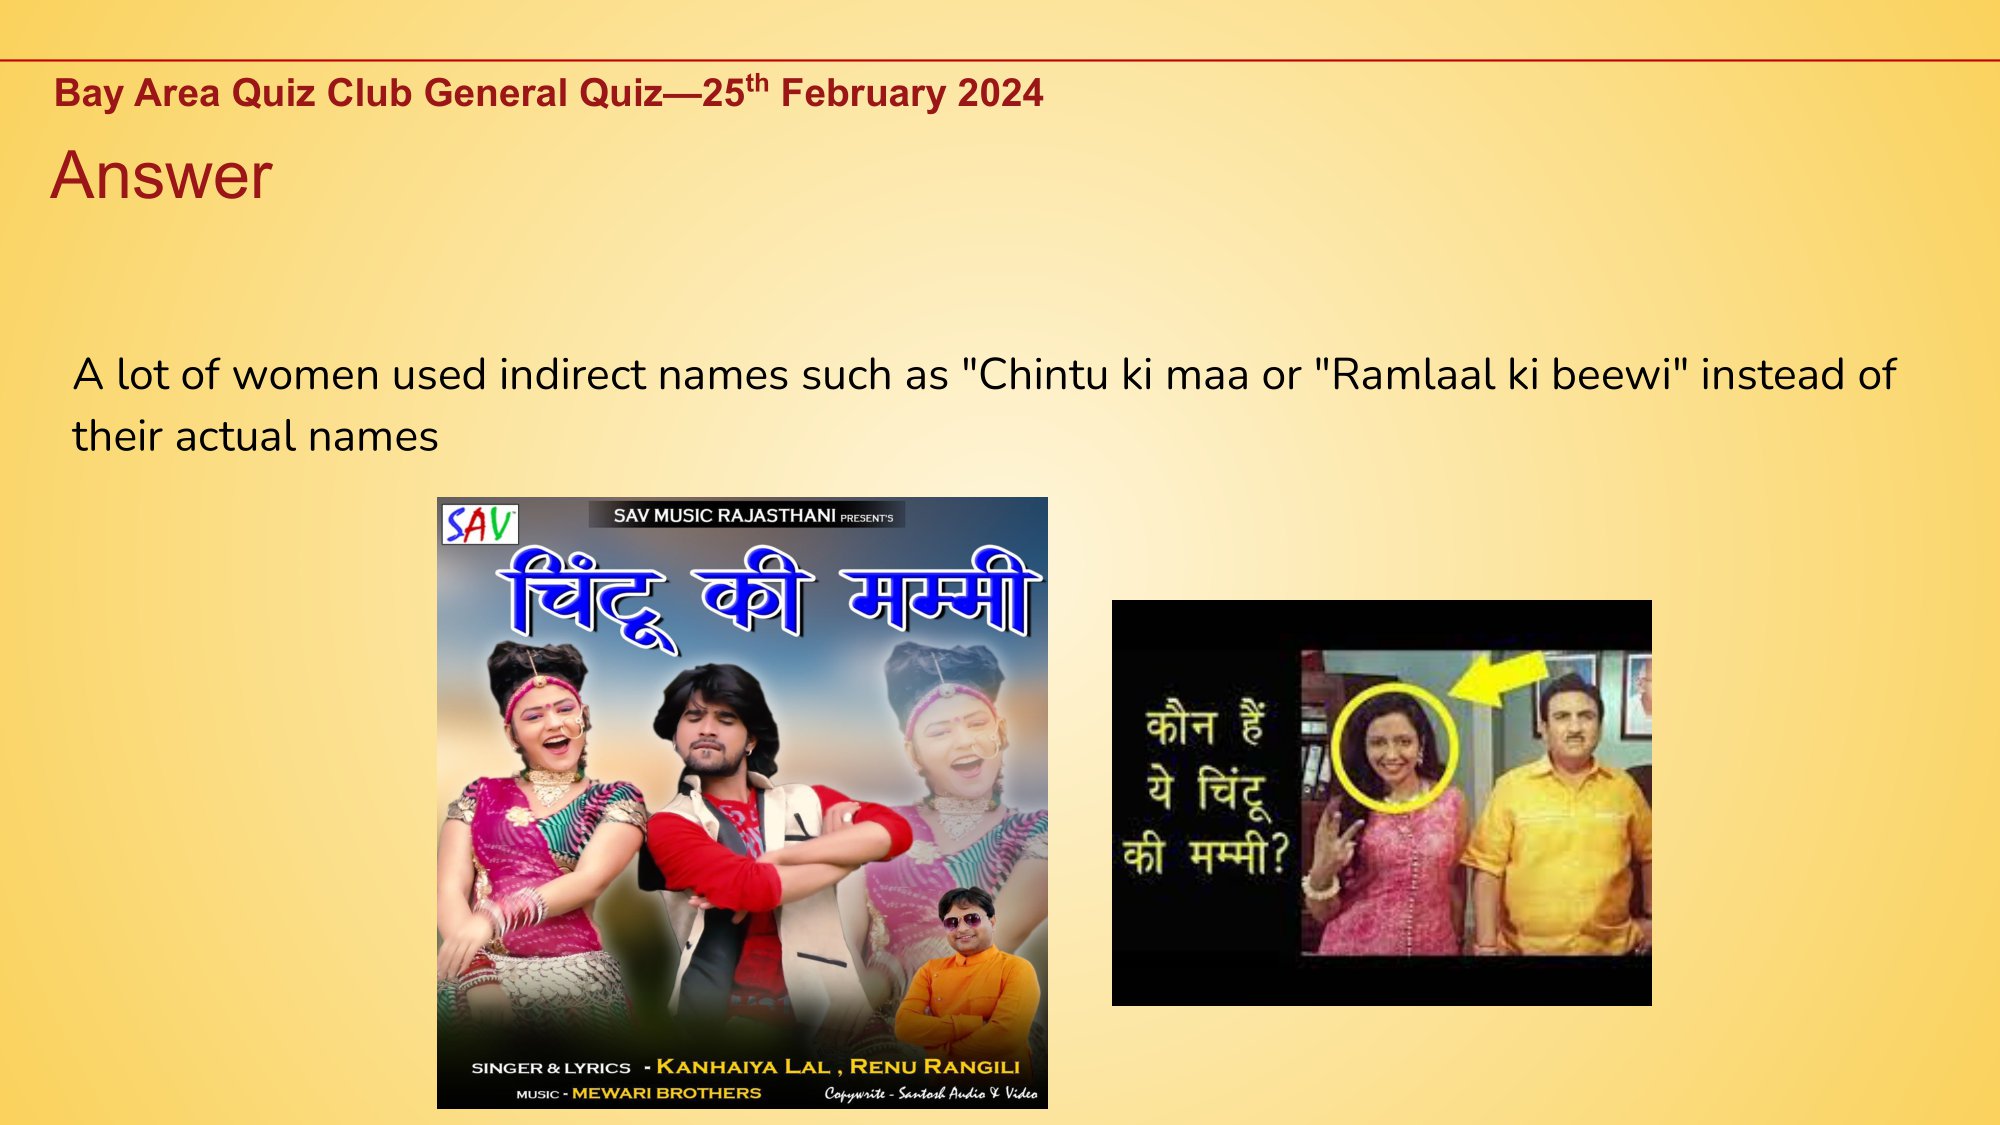 Bay Area Quiz Club General Quiz—25th February 2024
Answer
A lot of women used indirect names such as "Chintu ki maa or "Ramlaal ki beewi" instead of
their actual names
SAV
SAV MUSIC RAJASTHANI PRESENT'S
चिंटू की मम्मी
SINGER & LYRICS - KANHAIYA LAL , RENU RANGILI
MUSIC - MEWARI BROTHERS
Copywrite - Santosh Audio & Video
कौन हैं
ये चिंटू
की मम्मी?